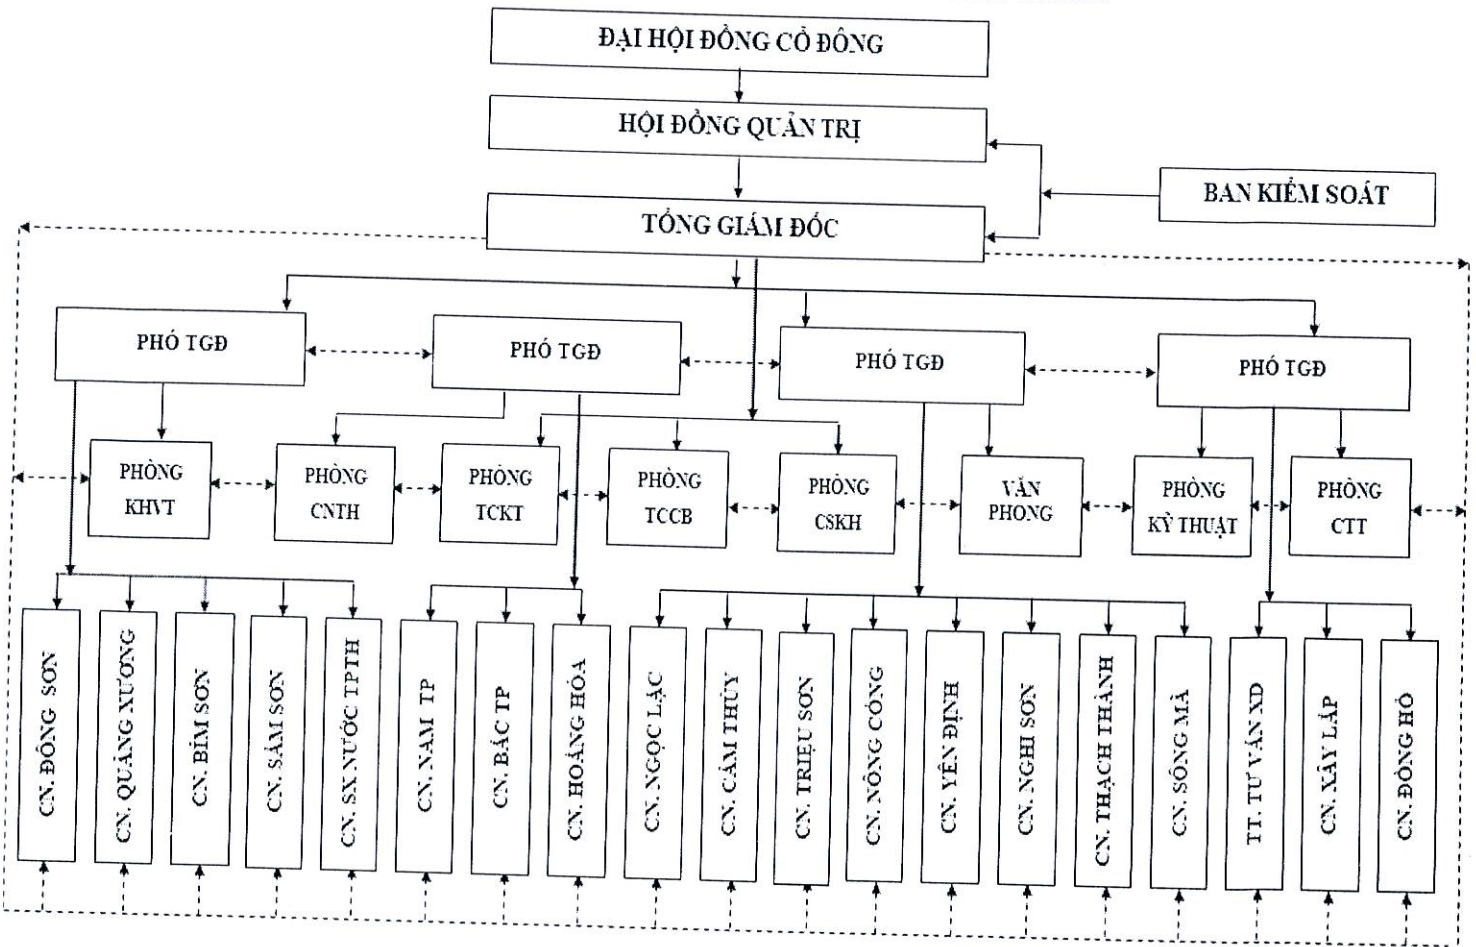 ĐẠI HỘI ĐỒNG CỔ ĐÔNG
HỘI ĐỒNG QUẢN TRỊ
BAN KIỂM SOÁT
TỔNG GIÁM ĐỐC
PHÓ TGĐ
PHÓ TGĐ
PHÓ TGĐ
PHÓ TGĐ
PHÒNG
KHVT
PHÒNG
CNTH
PHÒNG
TCKT
PHÒNG
TCCB
PHÒNG
CSKH
VĂN
PHÒNG
PHÒNG
KỸ THUẬT
PHÒNG
CTT
CN. ĐÔNG SƠN
CN. QUẢNG XƯƠNG
CN. BỈM SƠN
CN. SẦM SƠN
CN. SX.NƯỚC TPTH
CN. NAM TP
CN. BẮC TP
CN. HOẰNG HÓA
CN. NGỌC LẶC
CN. CẨM THỦY
CN. TRIỆU SƠN
CN. NÔNG CỐNG
CN. YÊN ĐỊNH
CN. NGHI SƠN
CN. THẠCH THÀNH
CN. SÔNG MÃ
TT. TƯ VẤN XD
CN. XÂY LẮP
CN. ĐỒNG HỒ